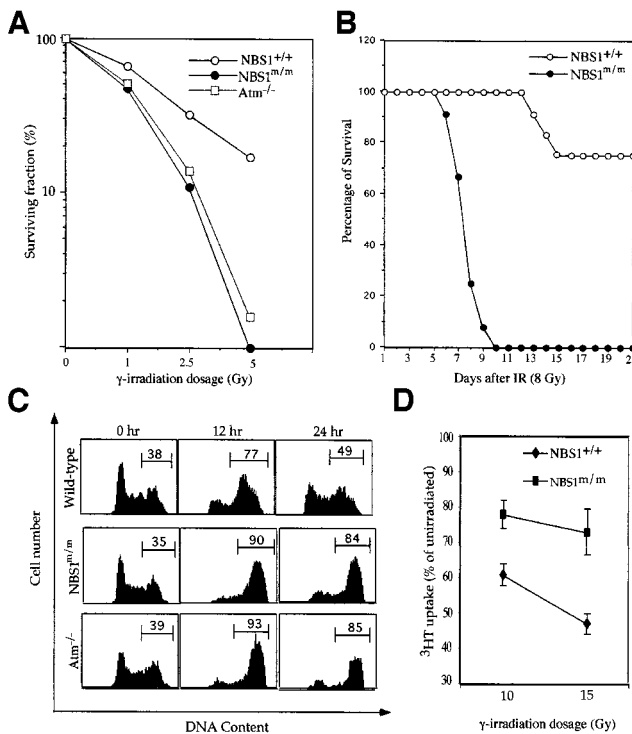 A
100
10
Surviving fraction (%)
0 1 2.5 5
γ-irradiation dosage (Gy)
NBS1+/+
NBS1m/m
Atm-/-
B
120
100
80
60
40
20
0
Percentage of Survival
1 3 5 7 9 11 13 15 17 19 21
Days after IR (8 Gy)
NBS1+/+
NBS1m/m
C
0 hr 12 hr 24 hr
Wild-type
38 77 49
NBS1m/m
35 90 84
Atm-/-
39 93 85
Cell number
DNA Content
D
NBS1+/+
NBS1m/m
100
90
80
70
60
50
40
30
3HT uptake (% of unirradiated)
10 15
γ-irradiation dosage (Gy)